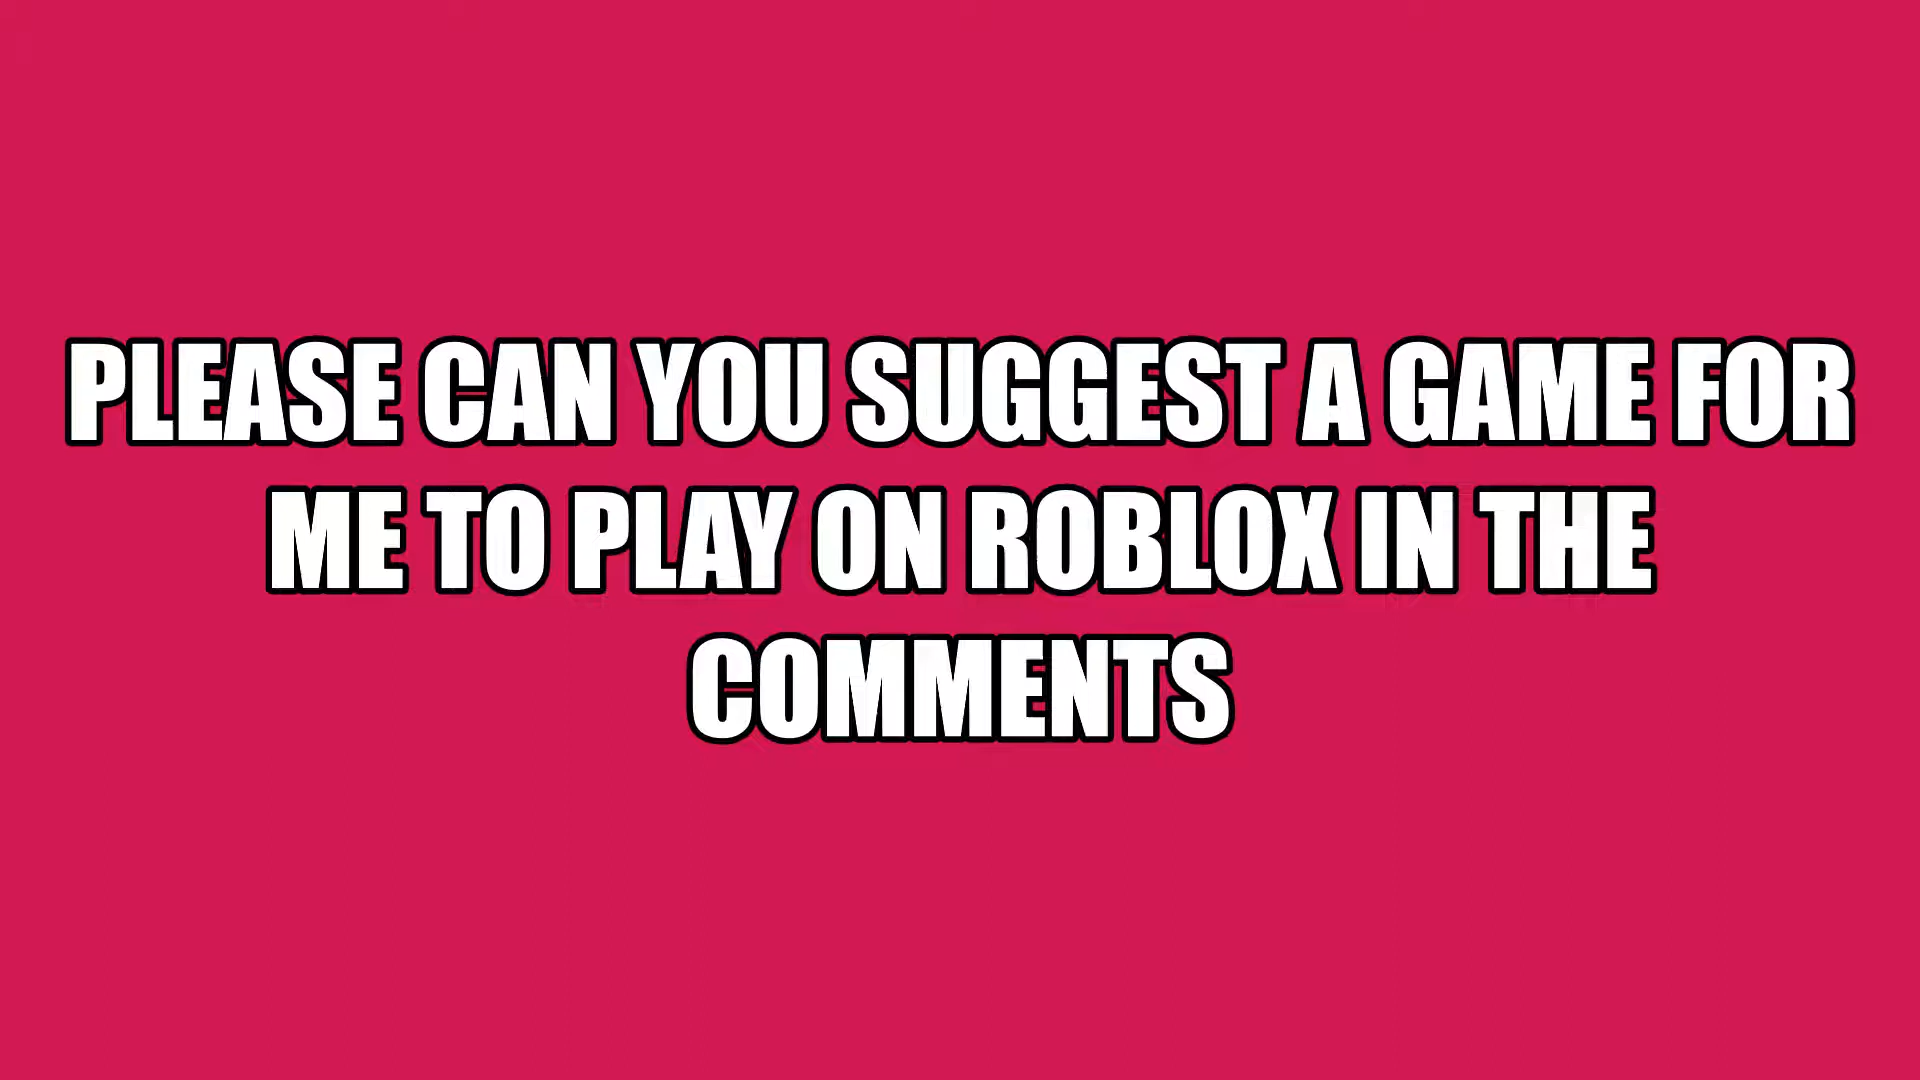 PLEASE CAN YOU SUGGEST A GAME FOR
ME TO PLAY ON ROBLOX IN THE
COMMENTS